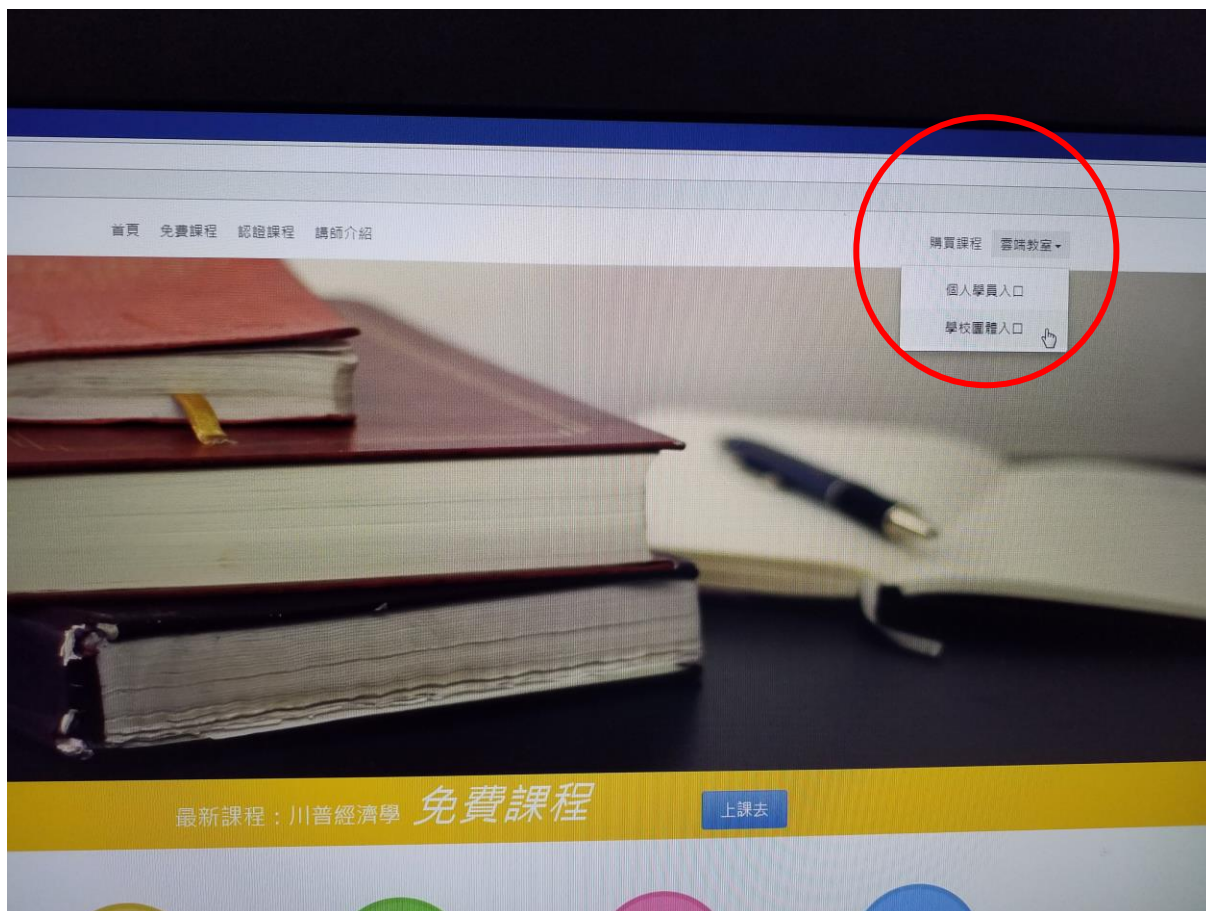 首頁 免費課程 認證課程 講師介紹
購買課程 雲端教室
個人學員入口
學校團體入口
最新課程：川普經濟學 免費課程 上課去